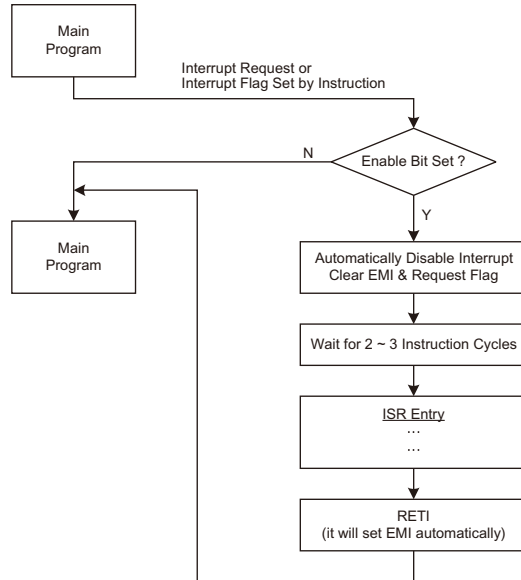 Main
Program
Interrupt Request or
Interrupt Flag Set by Instruction
N
Enable Bit Set ?
Y
Main
Program
Automatically Disable Interrupt
Clear EMI & Request Flag
Wait for 2 ~ 3 Instruction Cycles
ISR Entry
...
...
RETI
(it will set EMI automatically)